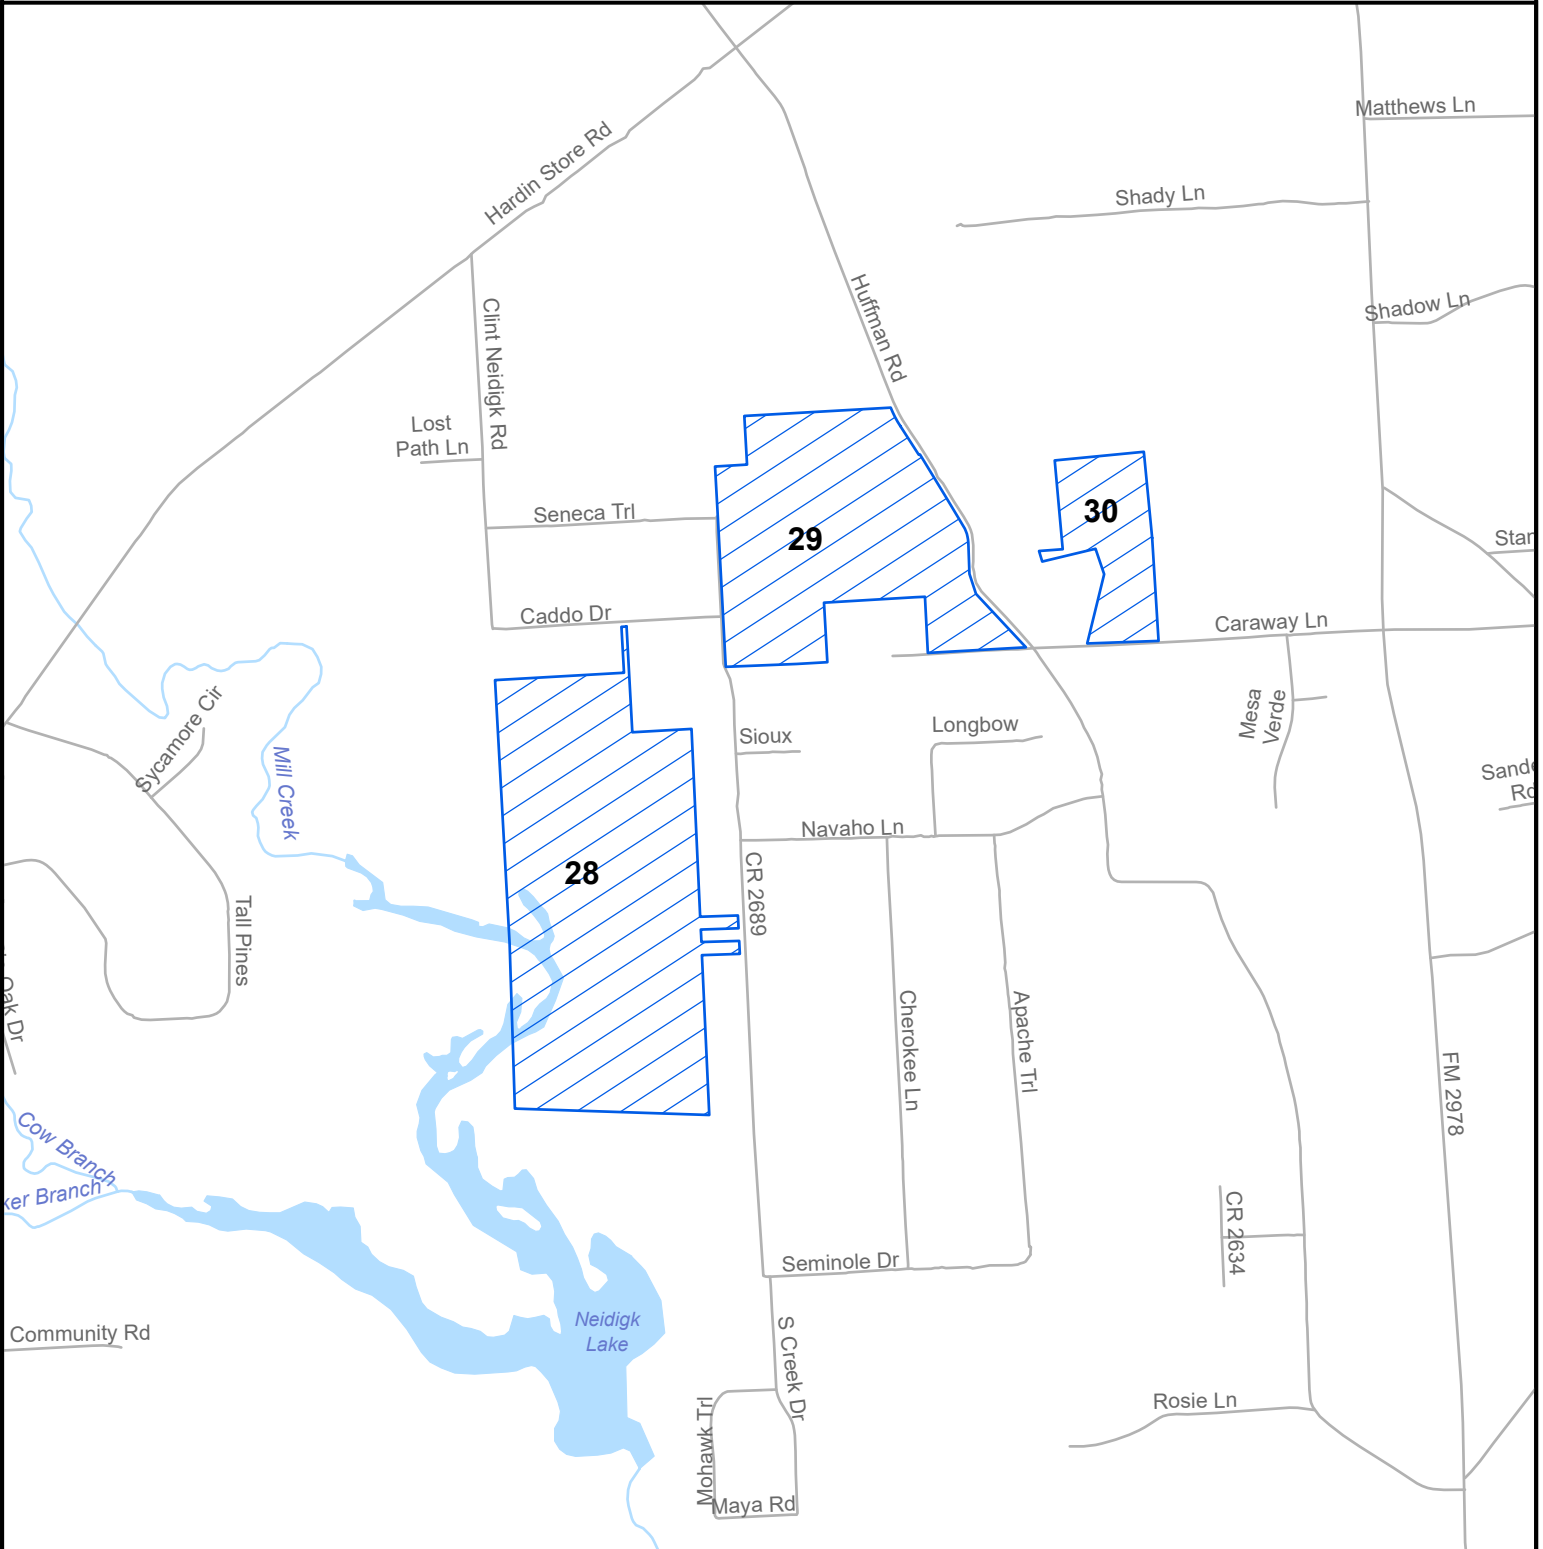 Matthews Ln
Hardin Store Rd
Shady Ln
Huffman Rd
Shadow Ln
Clint Neidigk Rd
Lost
Path Ln
Seneca Trl
29
30
Caddo Dr
Caraway Ln
Sycamore Cir
Mill Creek
Sioux
Longbow
Mesa
Verde
Navaho Ln
28
CR 2689
Tall Pines
Oak Dr
Cherokee Ln
Apache Trl
FM 2978
Cow Branch
Branch
CR 2634
Seminole Dr
Neidigk
Lake
Community Rd
S Creek Dr
Mohawk Trl
Rosie Ln
Maya Rd